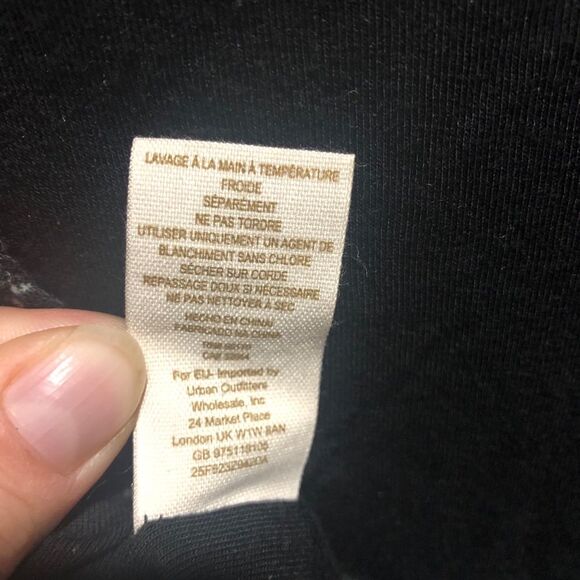 LAVAGE À LA MAIN À TEMPÉRATURE
FROIDE
SÉPARÉMENT
NE PAS TORDRE
UTILISER UNIQUEMENT UN AGENT DE
BLANCHIMENT SANS CHLORE
SÉCHER SUR CORDE
REPASSAGE DOUX SI NECESSAIRE
NE PAS NETTOYER À SEC
HECHO EN CHINA/
FABRICADO NA CHINA
CA#
For EU- Imported by
Urban Outfitters
Wholesale, Inc
24 Market Place
London UK W1W 8AN
GB 975118105